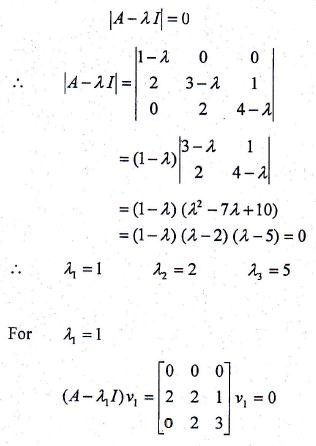 |A − λ I| = 0
∴ |A − λ I| = |1−λ 0 0|
|2 3−λ 1|
|0 2 4−λ|
= (1−λ) |3−λ 1|
|2 4−λ|
= (1−λ) (λ² − 7λ + 10)
= (1−λ) (λ − 2) (λ − 5) = 0
∴ λ₁ = 1 λ₂ = 2 λ₃ = 5
For λ₁ = 1
(A − λ₁I) v₁ = [0 0 0]
[2 2 1] v₁ = 0
[0 2 3]